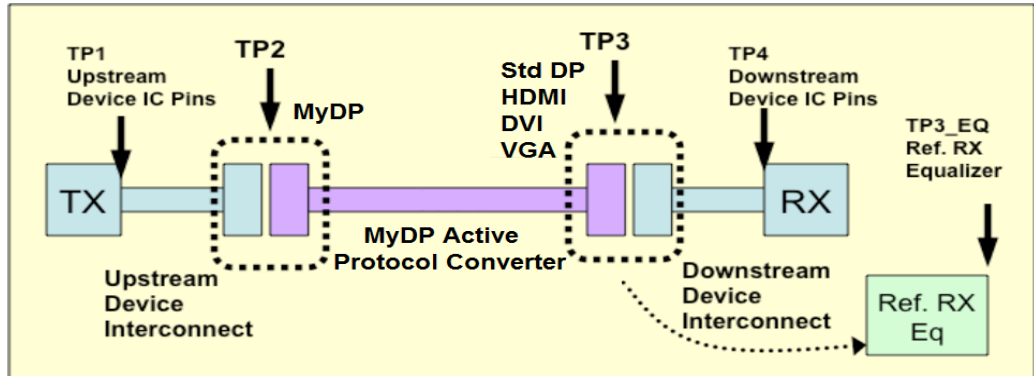 TP1
Upstream
Device IC Pins
TP2
MyDP
TP3
Std DP
HDMI
DVI
VGA
TP4
Downstream
Device IC Pins
TP3_EQ
Ref. RX
Equalizer
TX
RX
MyDP Active
Protocol Converter
Upstream
Device
Interconnect
Downstream
Device
Interconnect
Ref. RX
Eq